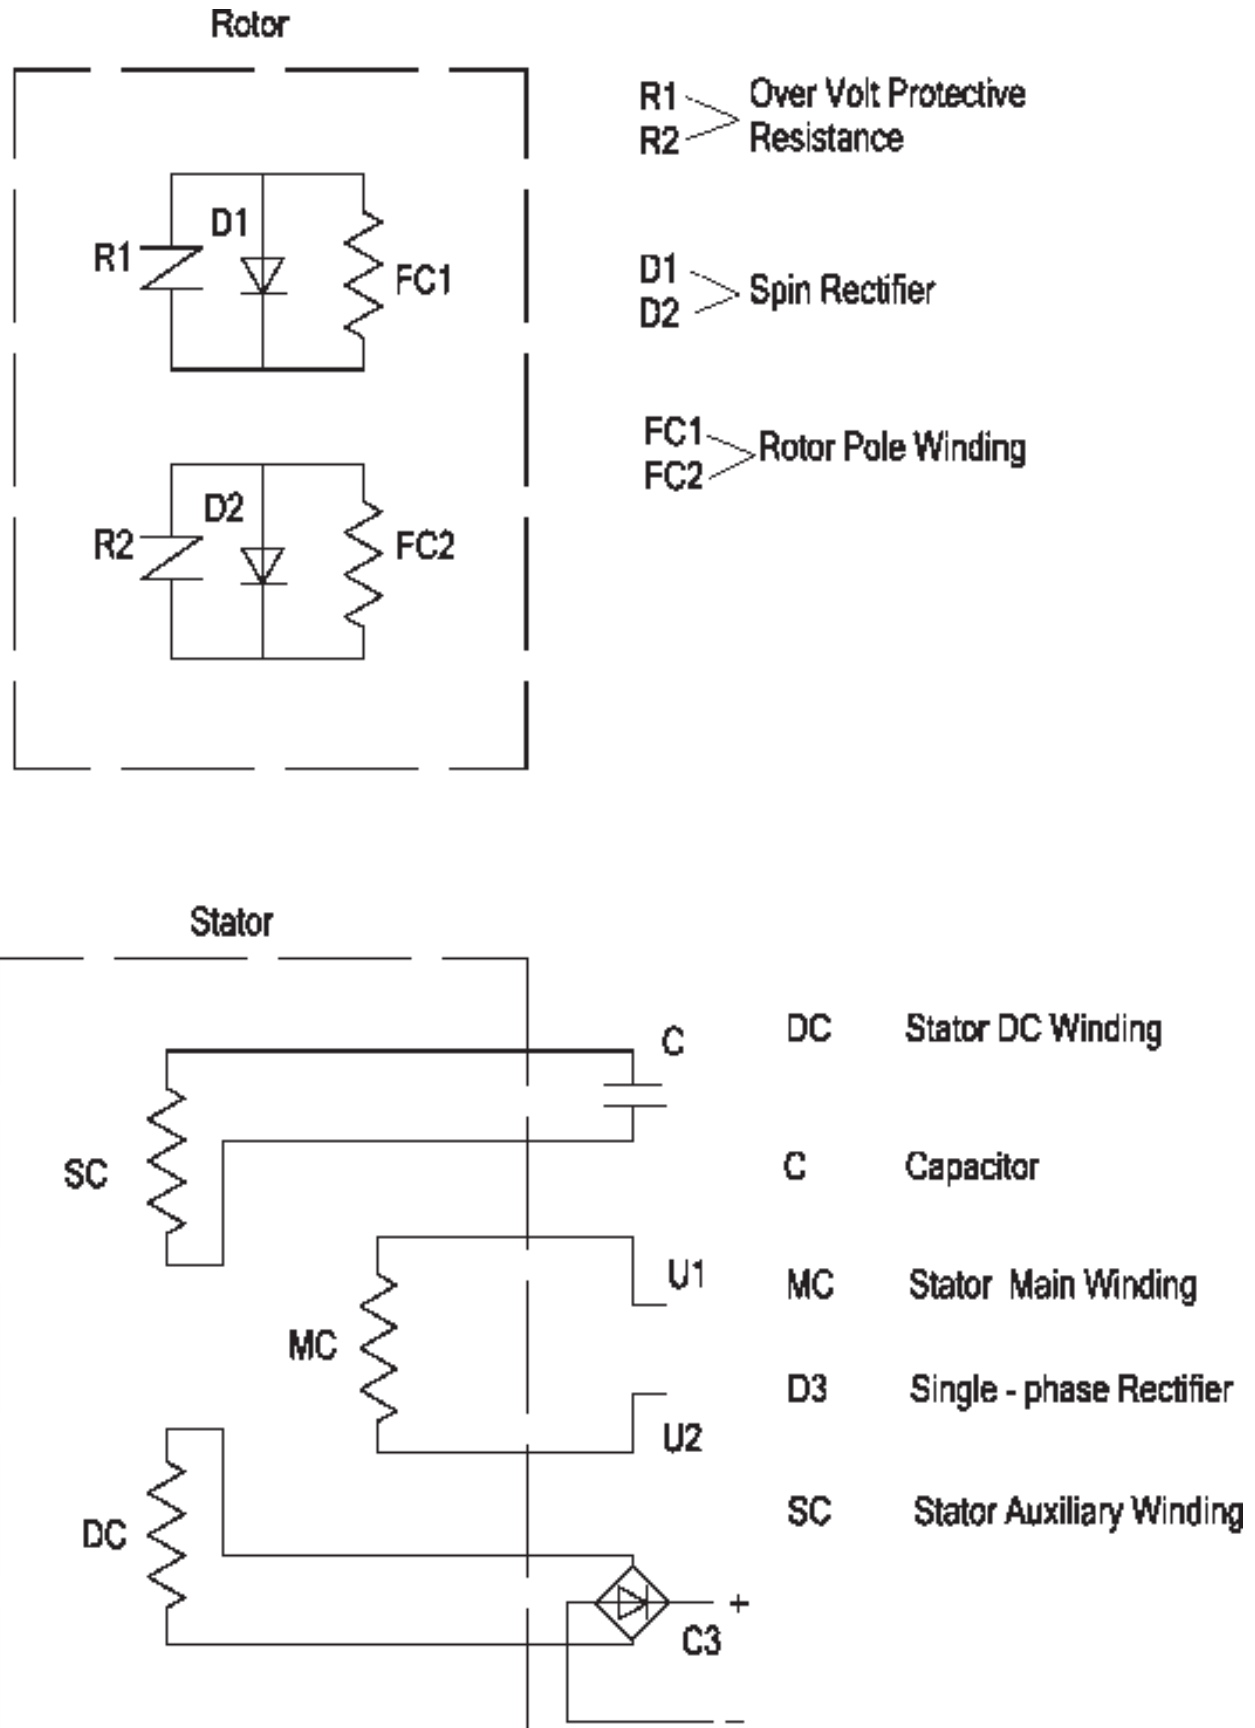 Rotor
R1
D1
FC1
R2
D2
FC2
R1
R2
Over Volt Protective
Resistance
D1
D2
Spin Rectifier
FC1
FC2
Rotor Pole Winding
Stator
C
SC
U1
MC
U2
DC
+
C3
–
DC Stator DC Winding
C Capacitor
MC Stator Main Winding
D3 Single - phase Rectifier
SC Stator Auxiliary Winding